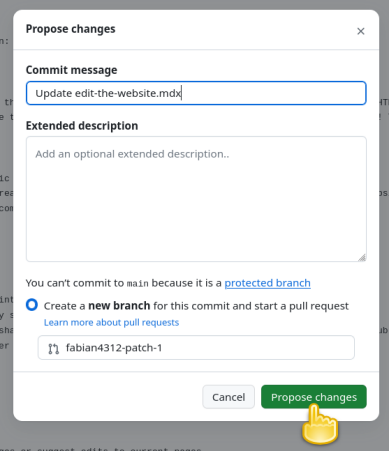 Propose changes
Commit message
Update edit-the-website.mdx
Extended description
Add an optional extended description..
You can't commit to main because it is a protected branch
Create a new branch for this commit and start a pull request
Learn more about pull requests
fabian4312-patch-1
Cancel
Propose changes